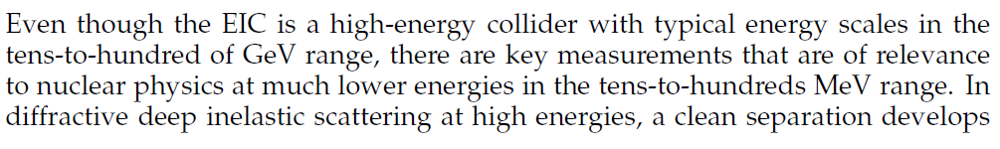 Even though the EIC is a high-energy collider with typical energy scales in the
tens-to-hundred of GeV range, there are key measurements that are of relevance
to nuclear physics at much lower energies in the tens-to-hundreds MeV range. In
diffractive deep inelastic scattering at high energies, a clean separation develops